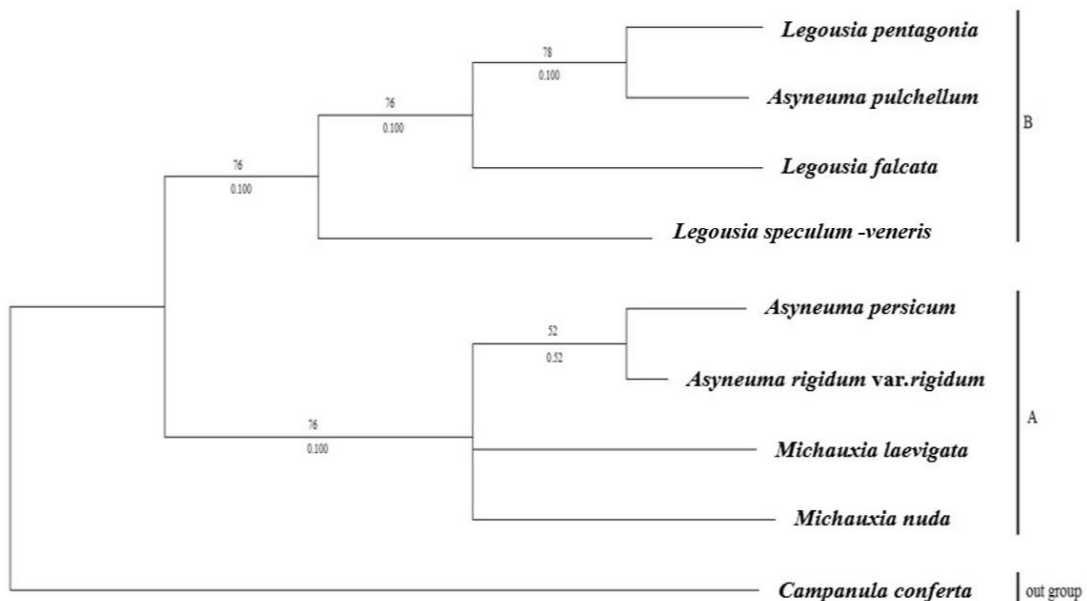 Legousia pentagonia
78
0.100
Asyneuma pulchellum
76
0.100
B
Legousia falcata
76
0.100
Legousia speculum -veneris
Asyneuma persicum
52
0.52
Asyneuma rigidum var.rigidum
A
76
0.100
Michauxia laevigata
Michauxia nuda
Campanula conferta
out group